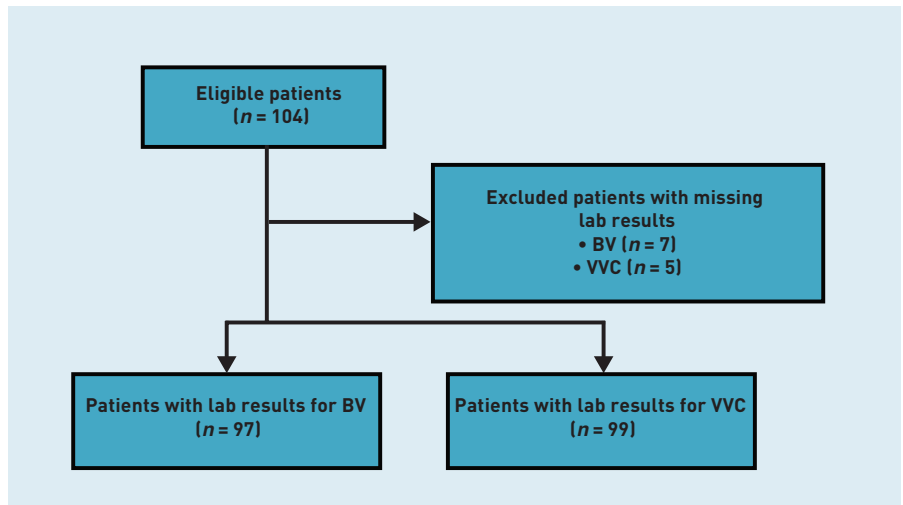 Eligible patients
(n = 104)
Excluded patients with missing
lab results
• BV (n = 7)
• VVC (n = 5)
Patients with lab results for BV
(n = 97)
Patients with lab results for VVC
(n = 99)